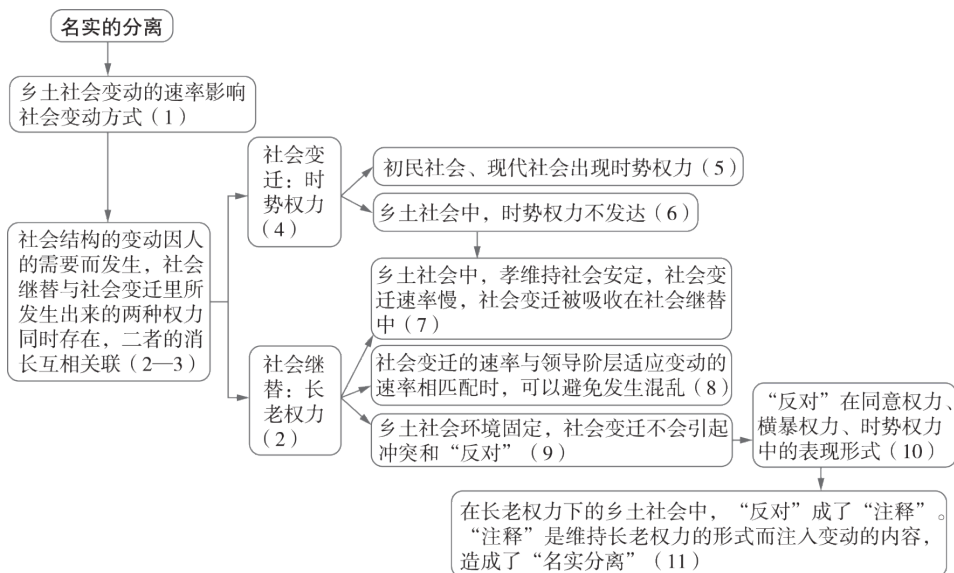 名实的分离
乡土社会变动的速率影响
社会变动方式（1）
社会结构的变动因人
的需要而发生，社会
继替与社会变迁里所
发生出来的两种权力
同时存在，二者的消
长互相关联（2—3）
社会变
迁：时
势权力
（4）
初民社会、现代社会出现时势权力（5）
乡土社会中，时势权力不发达（6）
乡土社会中，孝维持社会安定，社会变
迁速率慢，社会变迁被吸收在社会继替
中（7）
社会继
替：长
老权力
（2）
社会变迁的速率与领导阶层适应变动的
速率相匹配时，可以避免发生混乱（8）
乡土社会环境固定，社会变迁不会引起
冲突和“反对”（9）
“反对”在同意权力、
横暴权力、时势权力
中的表现形式（10）
在长老权力下的乡土社会中，“反对”成了“注释”。
“注释”是维持长老权力的形式而注入变动的内容，
造成了“名实分离”（11）